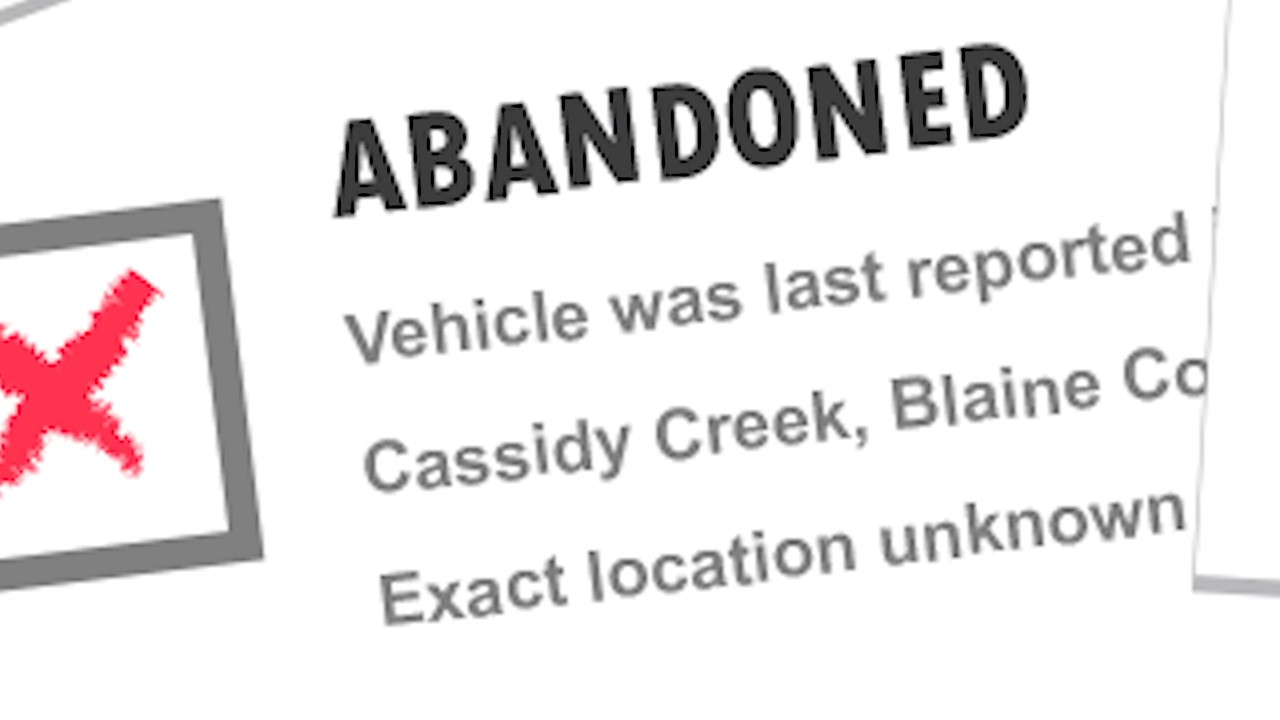 ABANDONED
Vehicle was last reported
Cassidy Creek, Blaine Co
Exact location unknown